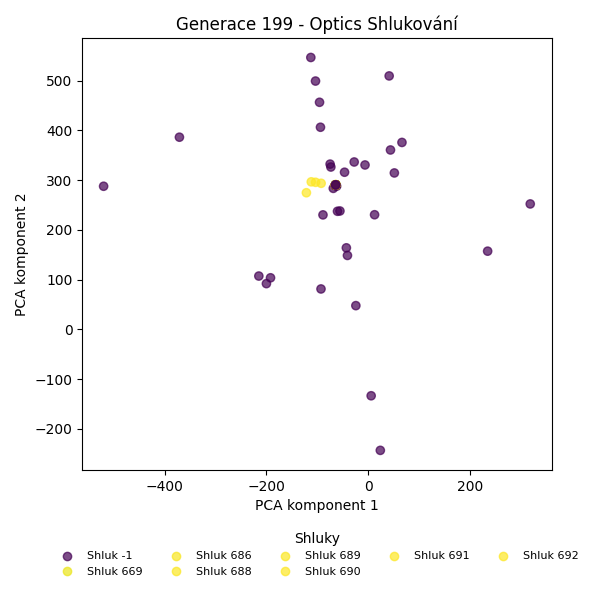 Generace 199 - Optics Shlukování
500
400
300
200
100
0
−100
−200
PCA komponent 2
−400
−200
0
200
PCA komponent 1
Shluky
Shluk -1
Shluk 686
Shluk 689
Shluk 691
Shluk 692
Shluk 669
Shluk 688
Shluk 690